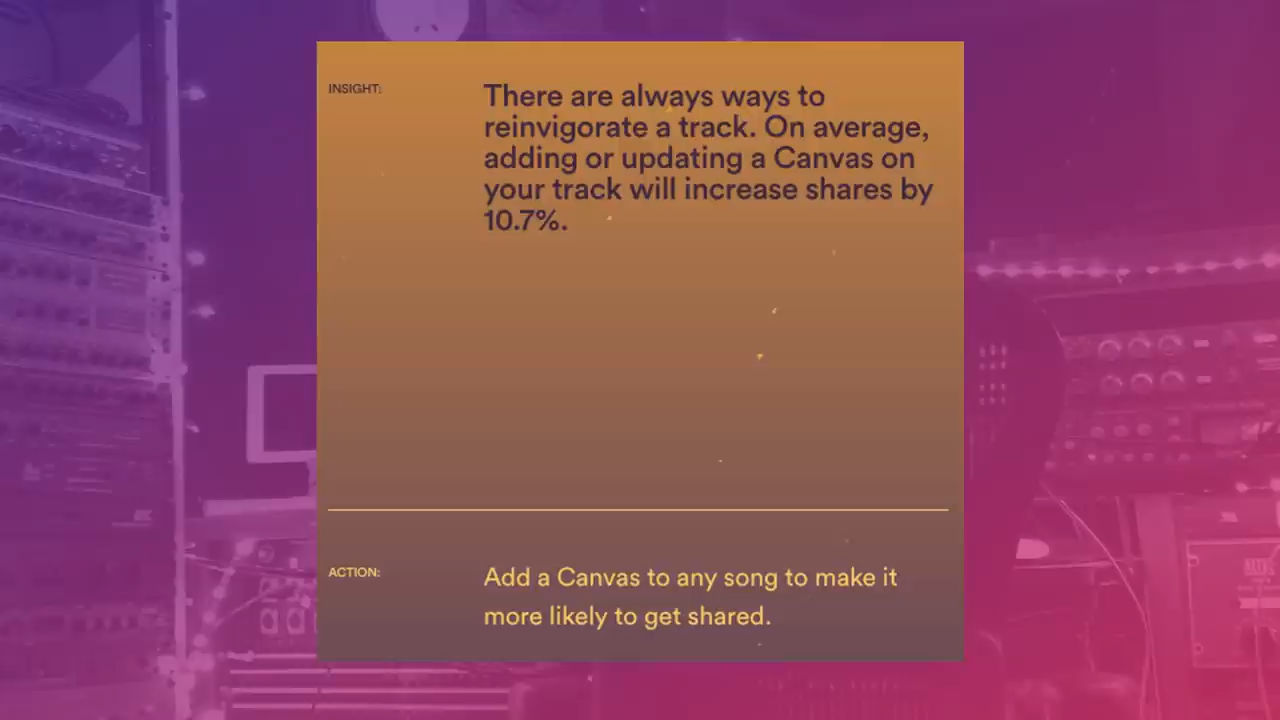 INSIGHT:
There are always ways to
reinvigorate a track. On average,
adding or updating a Canvas on
your track will increase shares by
10.7%.
ACTION:
Add a Canvas to any song to make it
more likely to get shared.